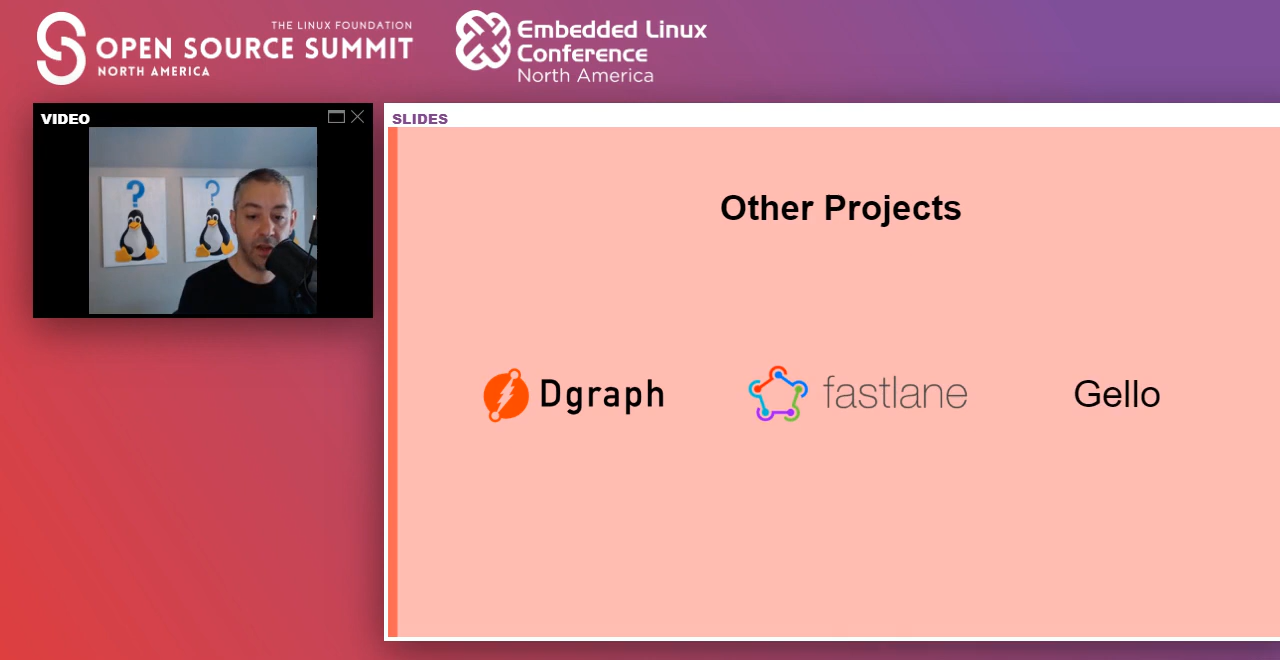 THE LINUX FOUNDATION
OPEN SOURCE SUMMIT
NORTH AMERICA
Embedded Linux
Conference
North America
VIDEO
SLIDES
? ?
Other Projects
Dgraph
fastlane
Gello